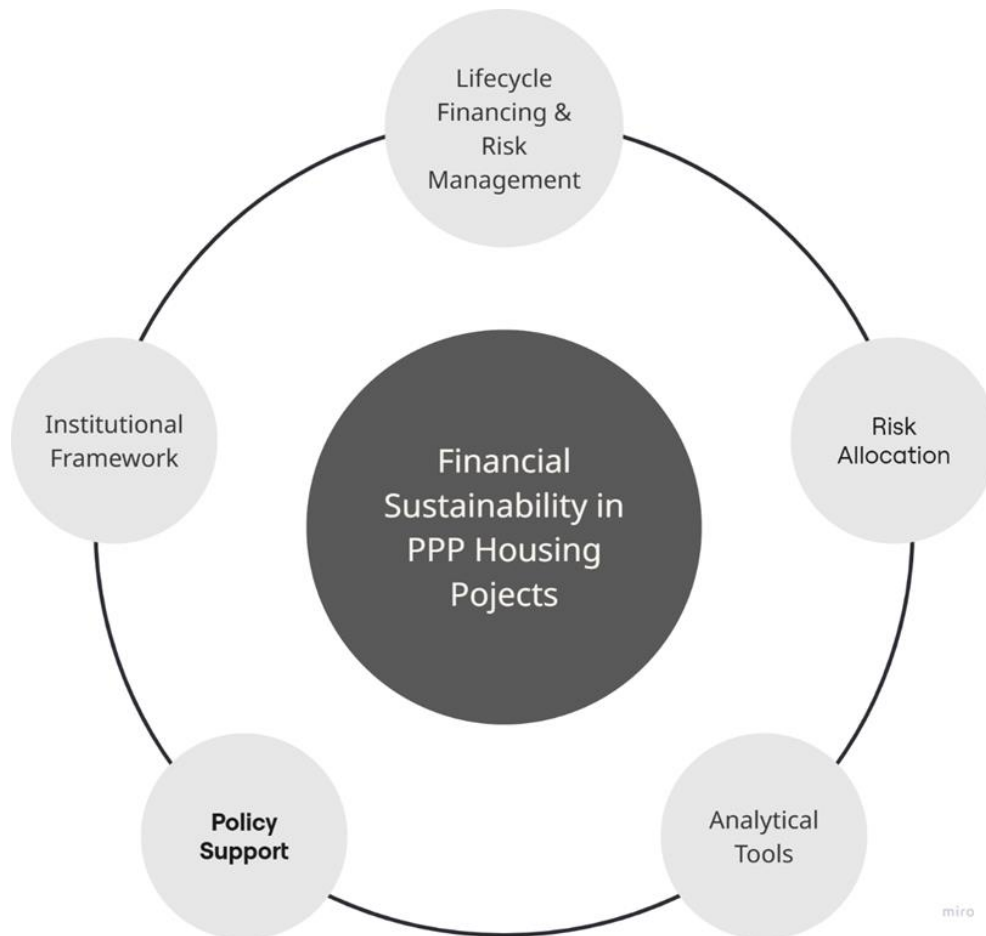 Lifecycle
Financing &
Risk
Management
Institutional
Framework
Risk
Allocation
Financial
Sustainability in
PPP Housing
Pojects
Policy
Support
Analytical
Tools
miro